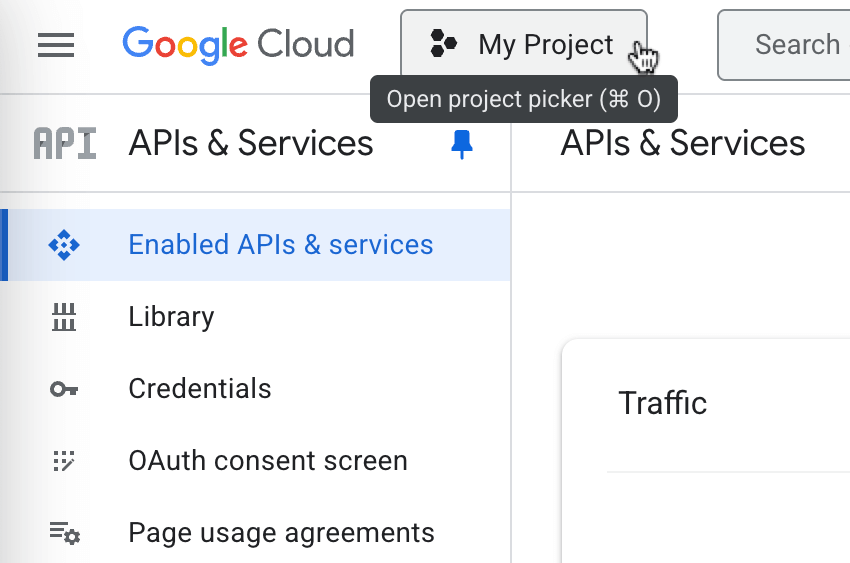 Google Cloud
My Project
Search
Open project picker (⌘ O)
API
APIs & Services
APIs & Services
Enabled APIs & services
Library
Traffic
Credentials
OAuth consent screen
Page usage agreements